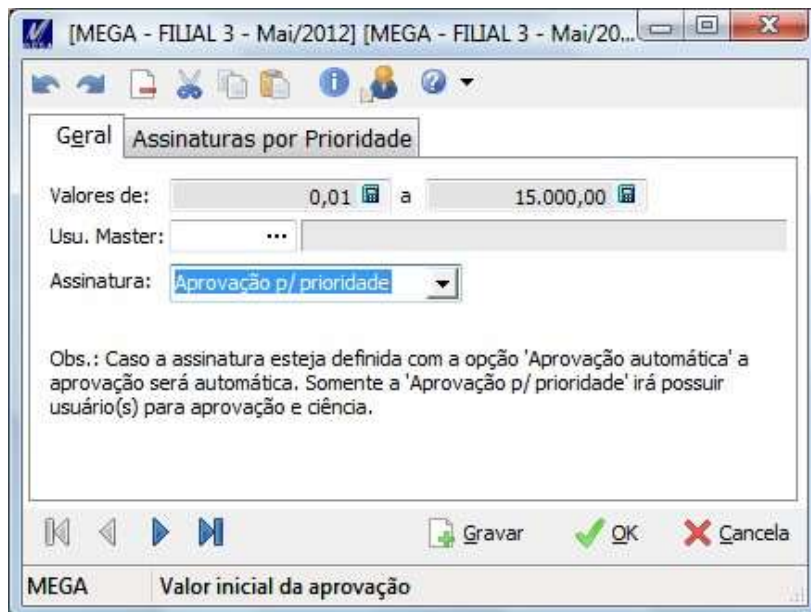 [MEGA - FILIAL 3 - Mai/2012] [MEGA - FILIAL 3 - Mai/20...
Geral Assinaturas por Prioridade
Valores de: 0,01 a 15.000,00
Usu. Master: ...
Assinatura: Aprovação p/ prioridade
Obs.: Caso a assinatura esteja definida com a opção 'Aprovação automática' a
aprovação será automática. Somente a 'Aprovação p/ prioridade' irá possuir
usuário(s) para aprovação e ciência.
Gravar OK Cancela
MEGA Valor inicial da aprovação